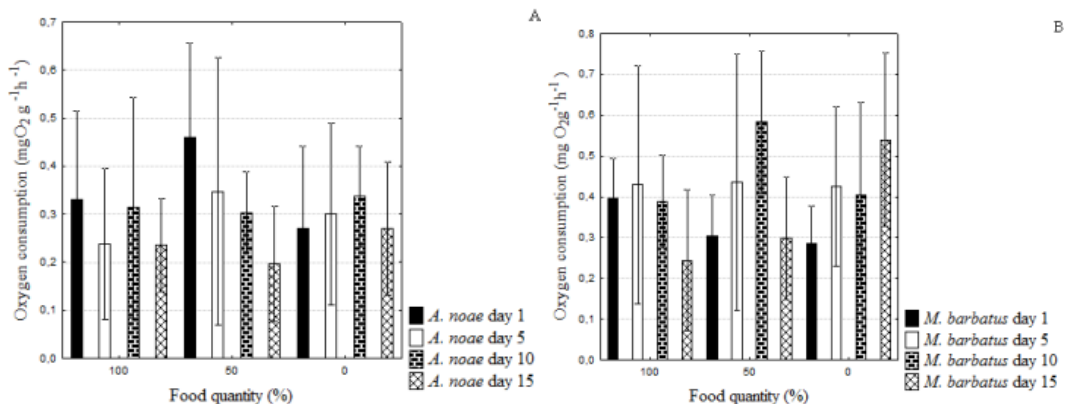 A
0,7
0,6
0,5
0,4
0,3
0,2
0,1
0,0
Oxygen consumption (mgO2 g -1h -1)
100
50
0
Food quantity (%)
A. noae day 1
A. noae day 5
A. noae day 10
A. noae day 15
B
0,8
0,7
0,6
0,5
0,4
0,3
0,2
0,1
0,0
Oxygen consumption (mg O2g-1h-1)
100
50
0
Food quantity (%)
M. barbatus day 1
M. barbatus day 5
M. barbatus day 10
M. barbatus day 15